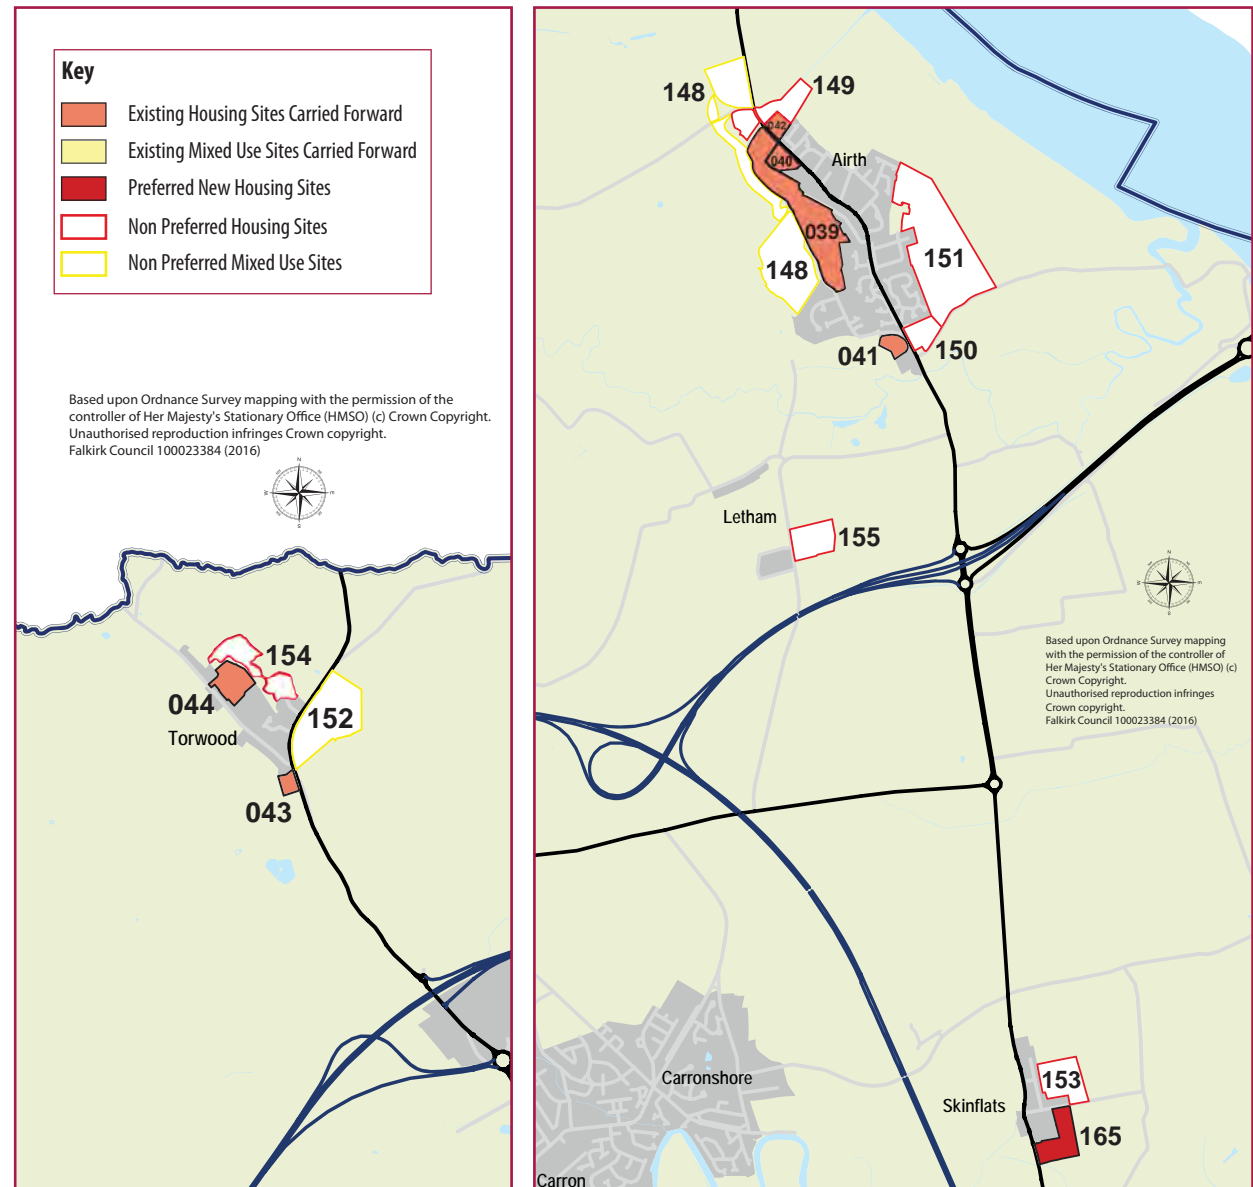 Key
Existing Housing Sites Carried Forward
Existing Mixed Use Sites Carried Forward
Preferred New Housing Sites
Non Preferred Housing Sites
Non Preferred Mixed Use Sites
Based upon Ordnance Survey mapping with the permission of the
controller of Her Majesty's Stationary Office (HMSO) (c) Crown Copyright.
Unauthorised reproduction infringes Crown copyright.
Falkirk Council 100023384 (2016)
N
E
S
W
154
044
152
Torwood
043
148
149
042
040
Airth
039
151
148
041
150
Letham
155
N
E
S
W
Based upon Ordnance Survey mapping
with the permission of the controller of
Her Majesty's Stationary Office (HMSO) (c)
Crown Copyright.
Unauthorised reproduction infringes
Crown copyright.
Falkirk Council 100023384 (2016)
Carronshore
153
Skinflats
165
Carron